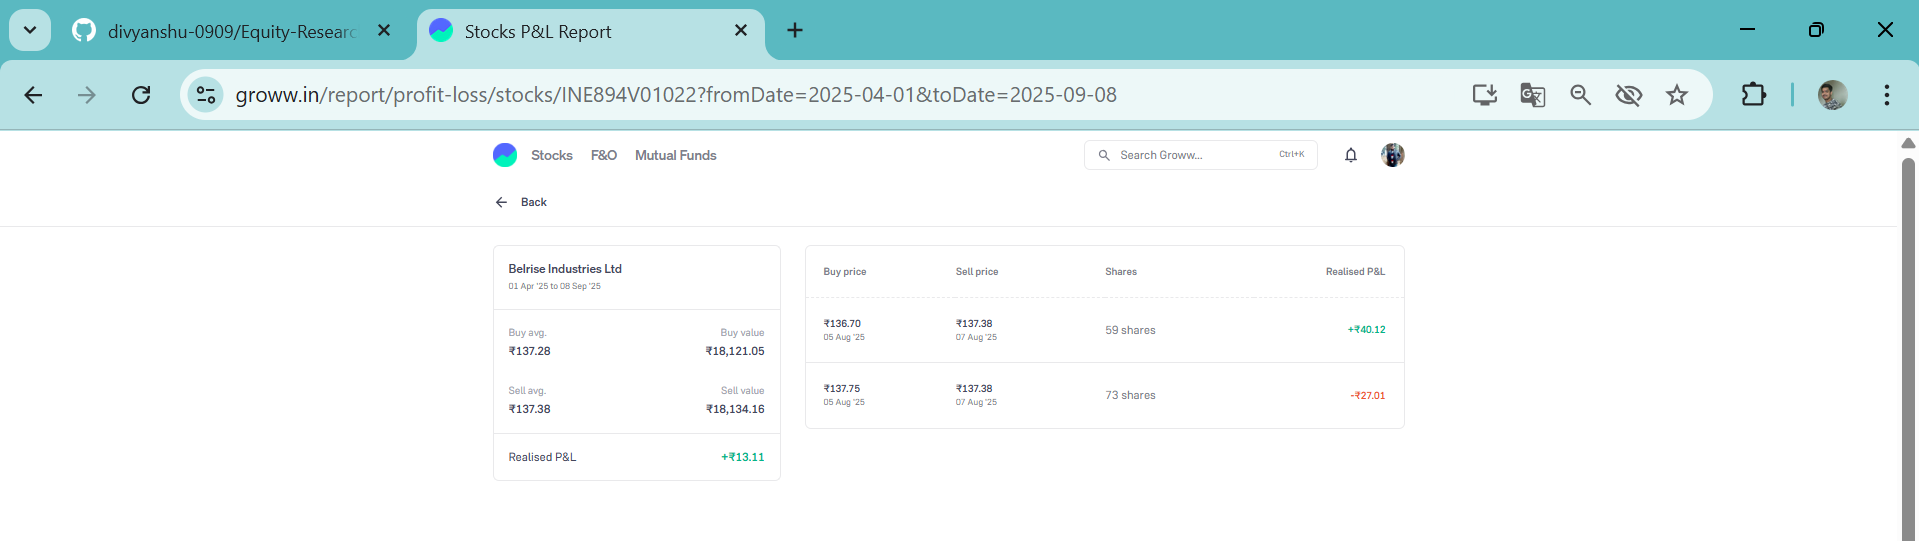 divyanshu-0909/Equity-Researc
Stocks P&L Report
groww.in/report/profit-loss/stocks/INE894V01022?fromDate=2025-04-01&toDate=2025-09-08
Stocks F&O Mutual Funds
Search Groww... Ctrl+K
Back
Belrise Industries Ltd
01 Apr '25 to 08 Sep '25
Buy avg. Buy value
₹137.28 ₹18,121.05
Sell avg. Sell value
₹137.38 ₹18,134.16
Realised P&L +₹13.11
Buy price Sell price Shares Realised P&L
₹136.70 ₹137.38 59 shares +₹40.12
05 Aug '25 07 Aug '25
₹137.75 ₹137.38 73 shares -₹27.01
05 Aug '25 07 Aug '25